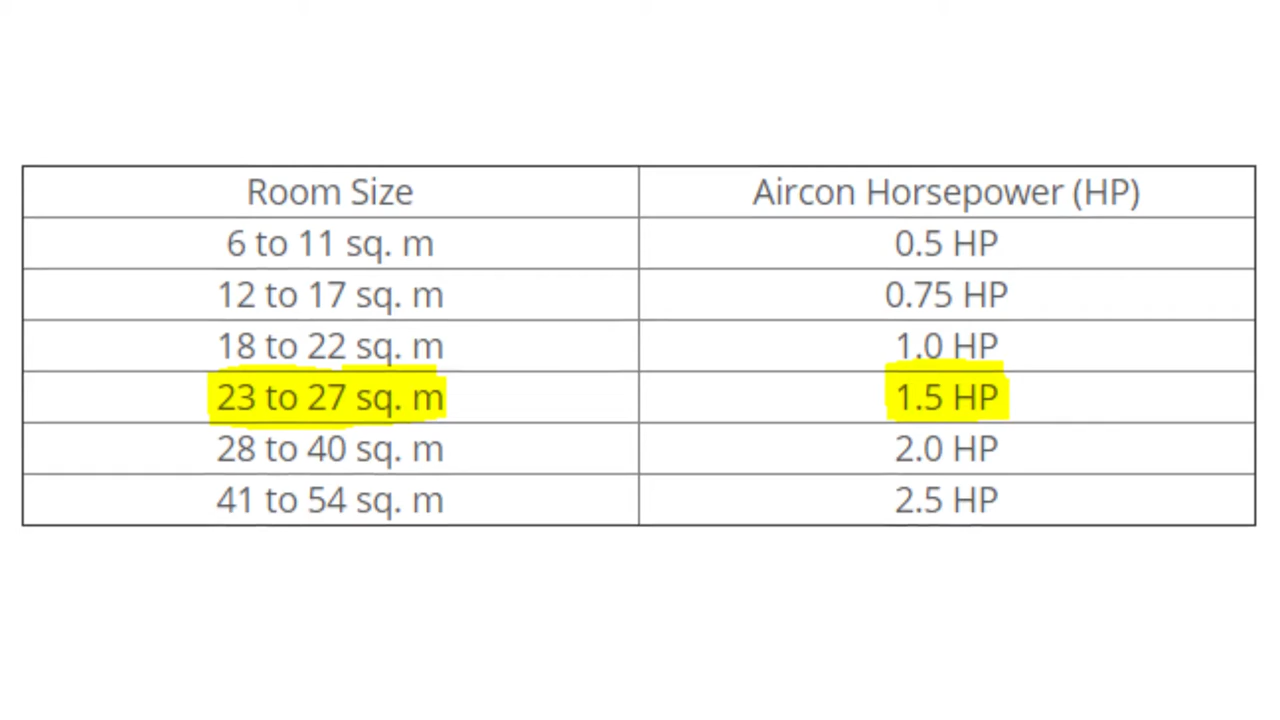 Room Size Aircon Horsepower (HP)
6 to 11 sq. m 0.5 HP
12 to 17 sq. m 0.75 HP
18 to 22 sq. m 1.0 HP
23 to 27 sq. m 1.5 HP
28 to 40 sq. m 2.0 HP
41 to 54 sq. m 2.5 HP